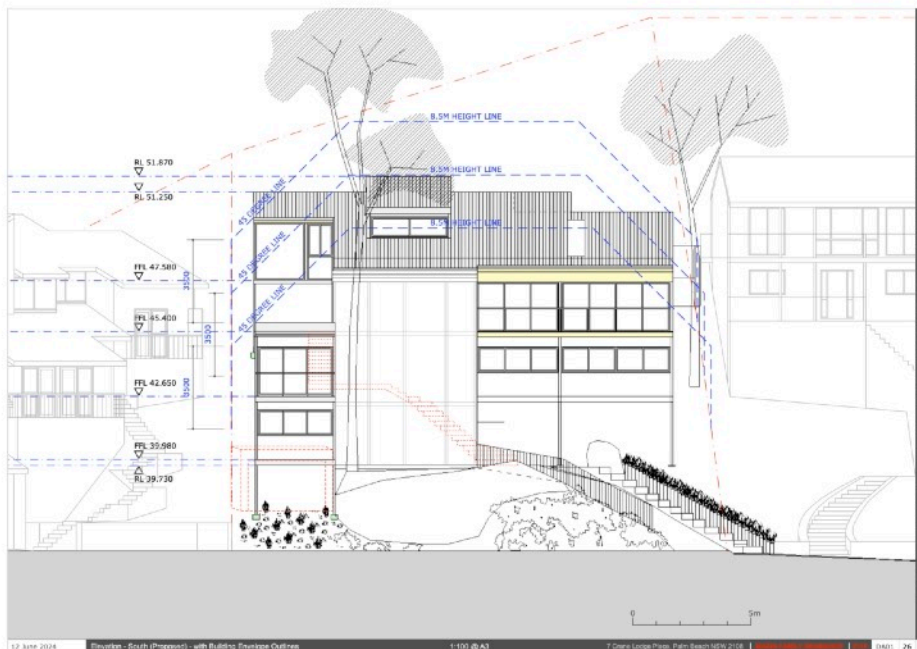 8.5M HEIGHT LINE
RL 51.870
8.5M HEIGHT LINE
RL 51.250
45 DEGREE LINE
8.5M HEIGHT LINE
FFL 47.580
45 DEGREE LINE
3500
45 DEGREE LINE
FFL 45.400
3500
FFL 42.650
3500
FFL 39.980
RL 39.730
0 5m
12 June 2024 Elevation - South (Proposed) - with Building Envelope Outlines 1:100 @ A3 7 Crane Lodge Place, Palm Beach NSW 2108 DA01 26